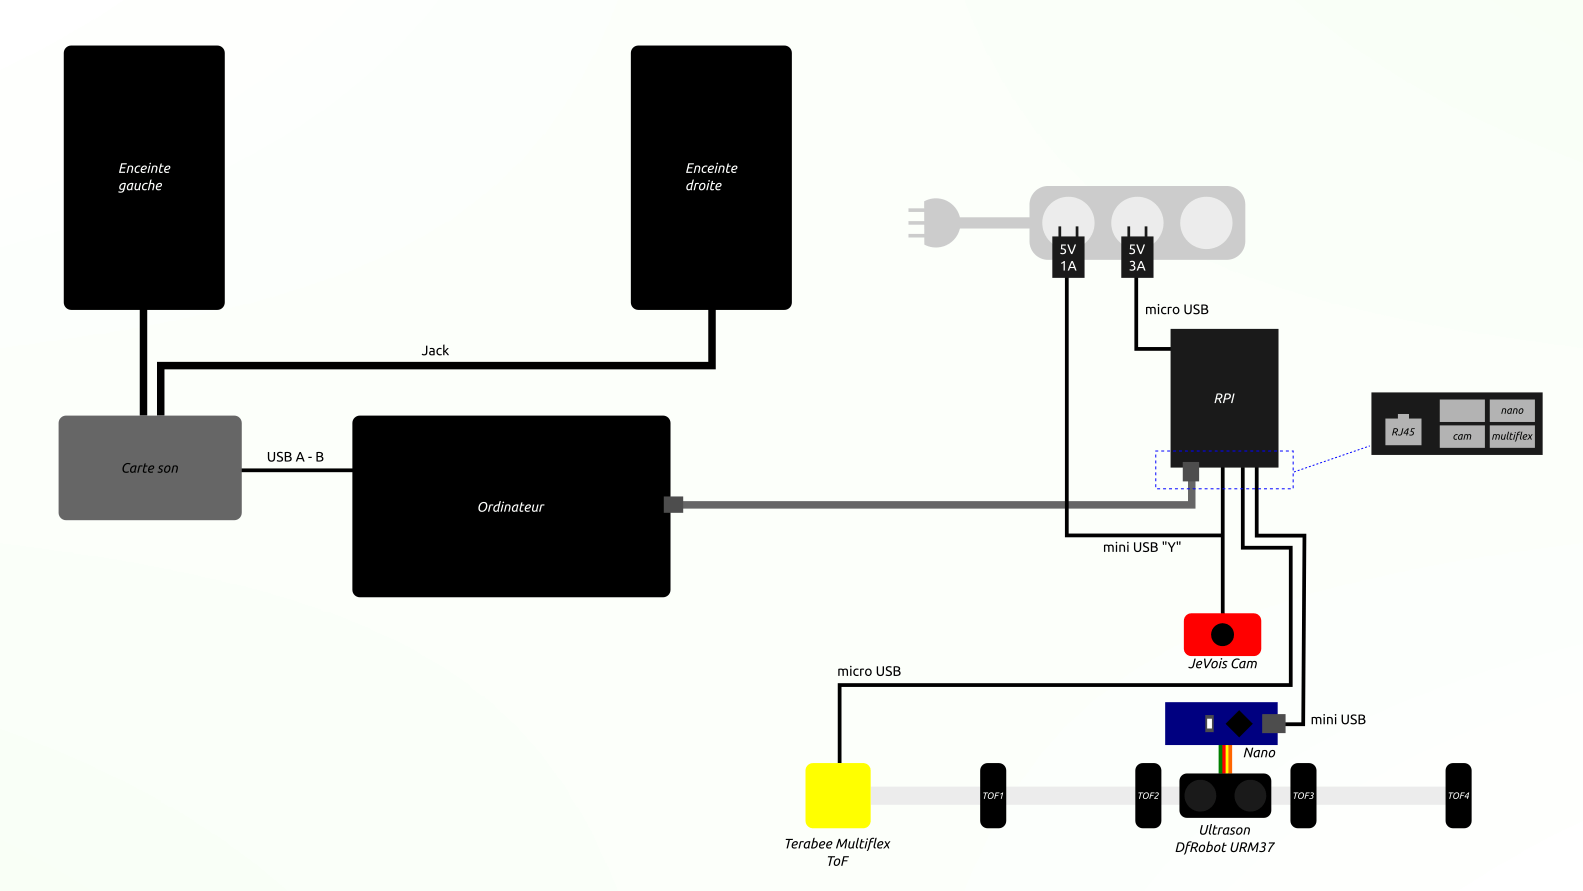 Enceinte
gauche
Enceinte
droite
5V
1A
5V
3A
micro USB
Jack
RPI
RJ45
nano
cam
multiflex
Carte son
USB A - B
Ordinateur
mini USB "Y"
JeVois Cam
micro USB
mini USB
Nano
TOF1
TOF2
TOF3
TOF4
Ultrason
DfRobot URM37
Terabee Multiflex
ToF